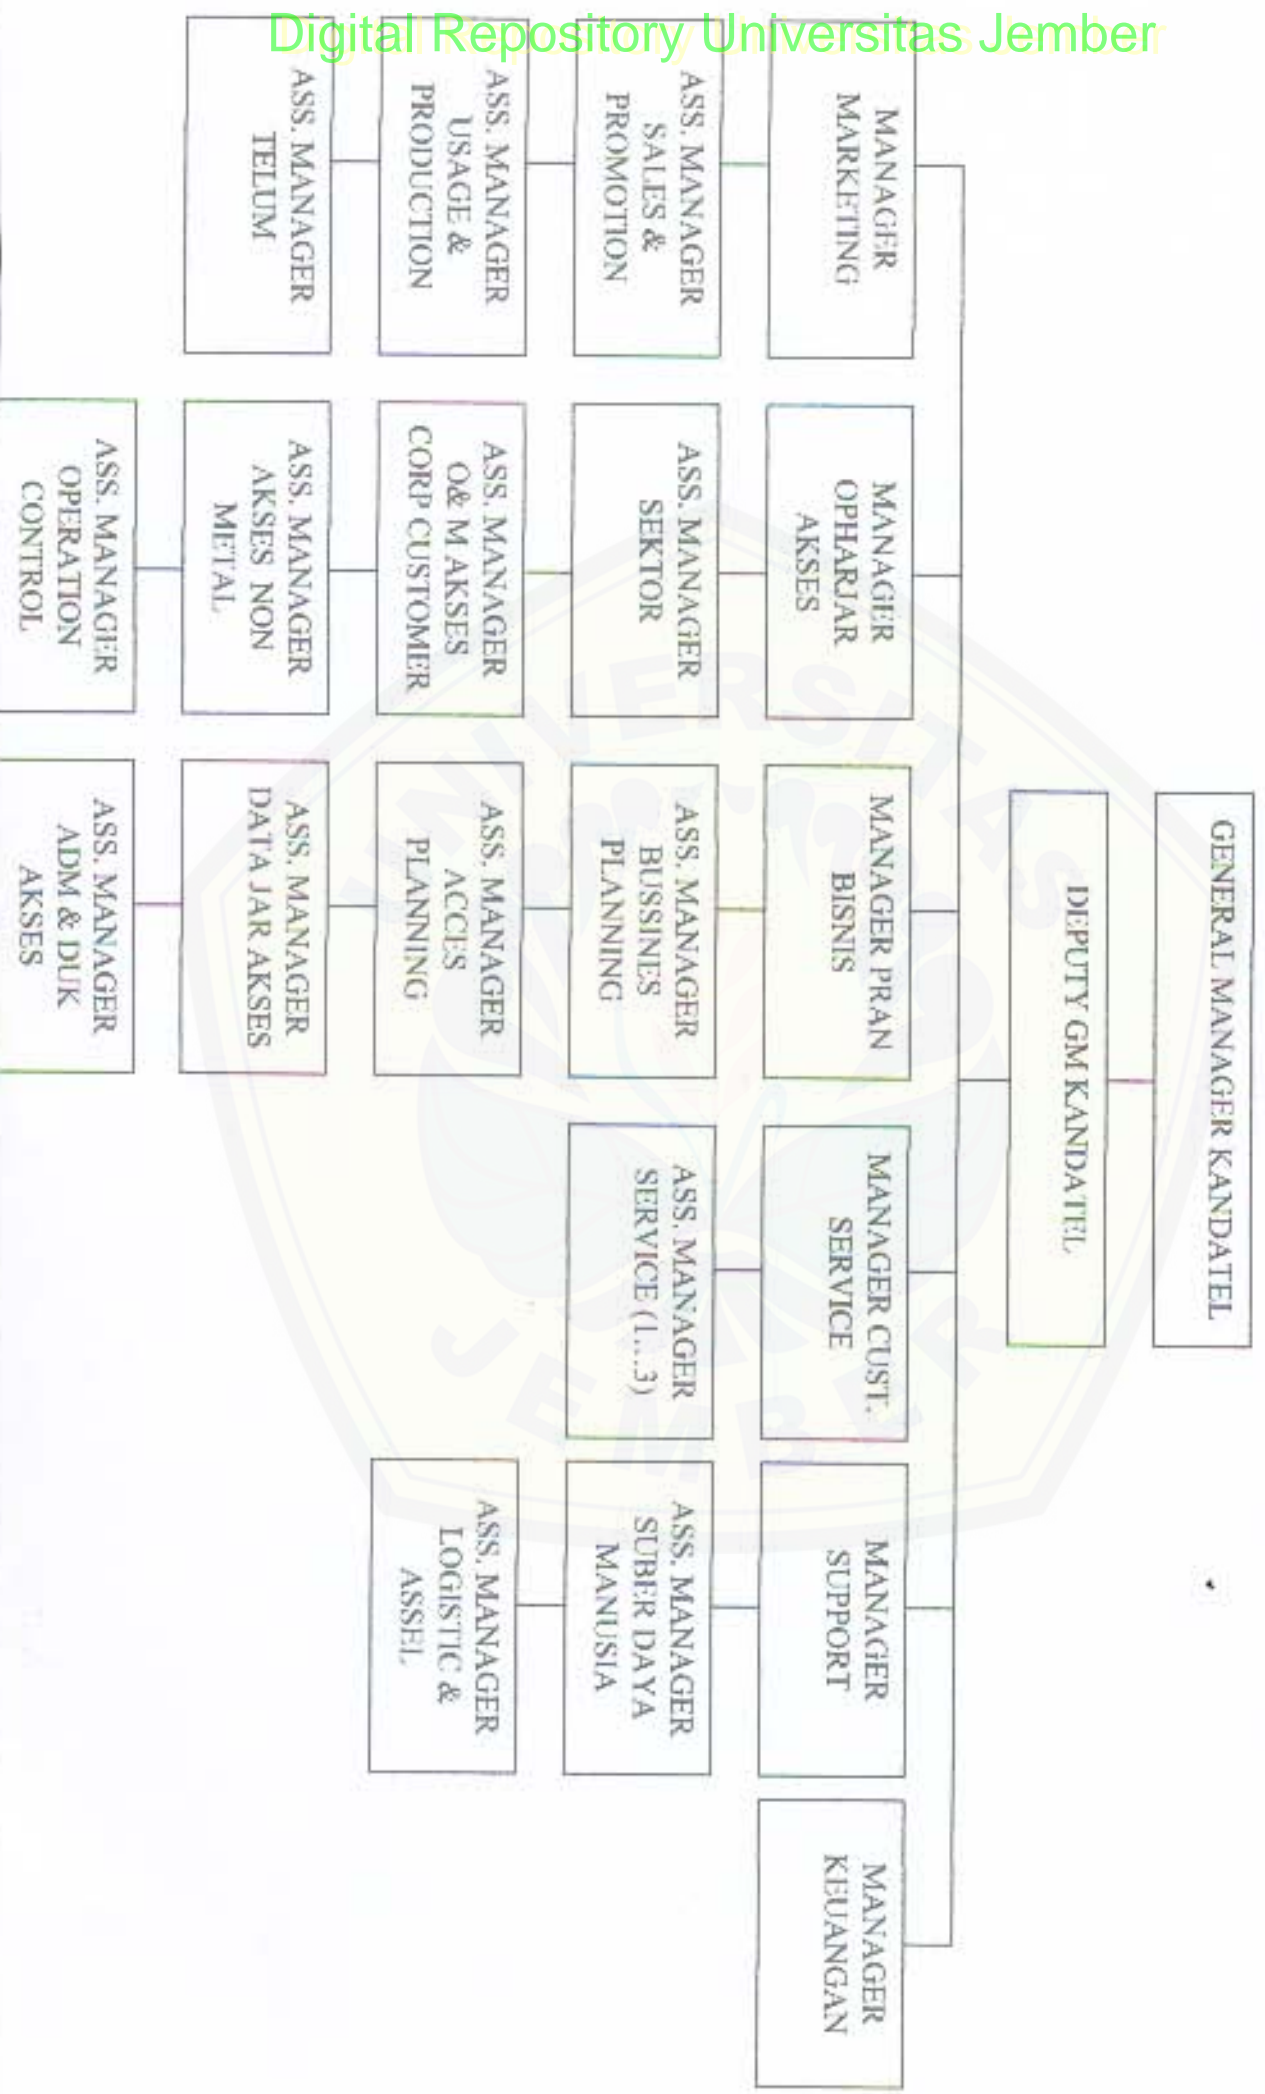 Digital Repository Universitas Jember
GENERAL MANAGER KANDATEL
DEPUTY GM KANDATEL
MANAGER
MARKETING
MANAGER
OPHARJAR
AKSES
MANAGER PRAN
BISNIS
MANAGER CUST.
SERVICE
MANAGER
SUPPORT
MANAGER
KEUANGAN
ASS. MANAGER
SALES &
PROMOTION
ASS. MANAGER
SEKTOR
ASS. MANAGER
BUSSINES
PLANNING
ASS. MANAGER
SERVICE (1...3)
ASS. MANAGER
SUBER DAYA
MANUSIA
ASS. MANAGER
USAGE &
PRODUCTION
ASS. MANAGER
O& M AKSES
CORP CUSTOMER
ASS. MANAGER
ACCES
PLANNING
ASS. MANAGER
LOGISTIC &
ASSEL
ASS. MANAGER
TELUM
ASS. MANAGER
AKSES NON
METAL
ASS. MANAGER
DATA JAR AKSES
ASS. MANAGER
OPERATION
CONTROL
ASS. MANAGER
ADM & DUK
AKSES
UNIVERSITAS
JEMBER